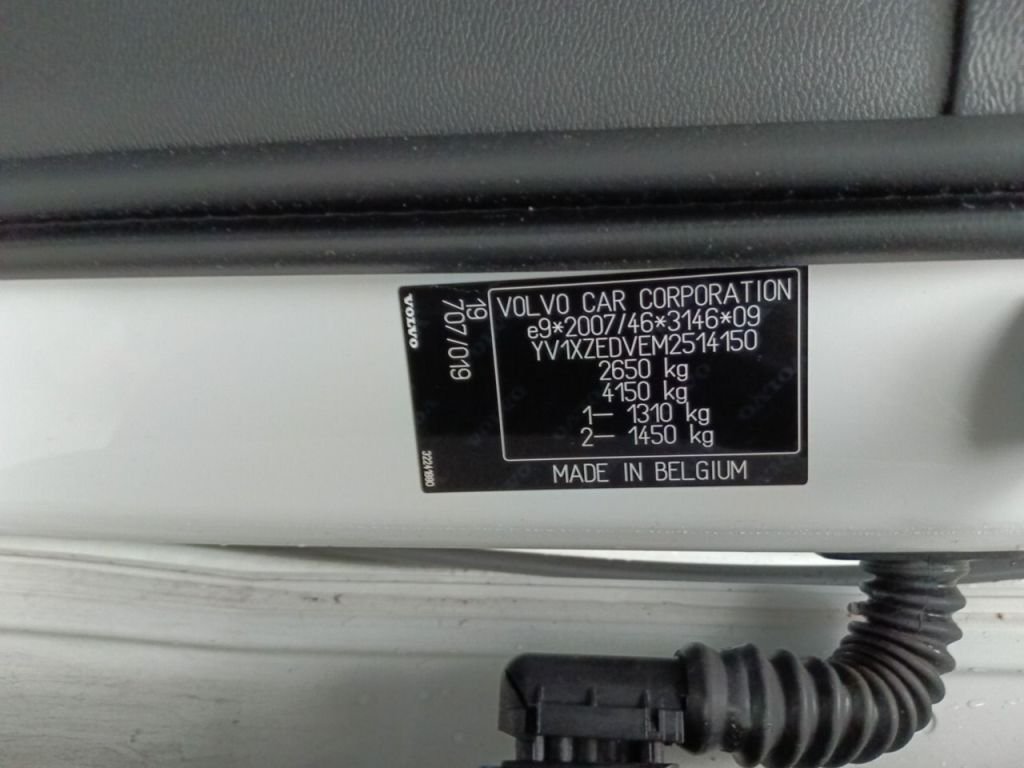 VOLVO
19
707/019
32241890
VOLVO CAR CORPORATION
e9*2007/46*3146*09
YV1XZEDVEM2514150
2650 kg
4150 kg
1– 1310 kg
2– 1450 kg
MADE IN BELGIUM